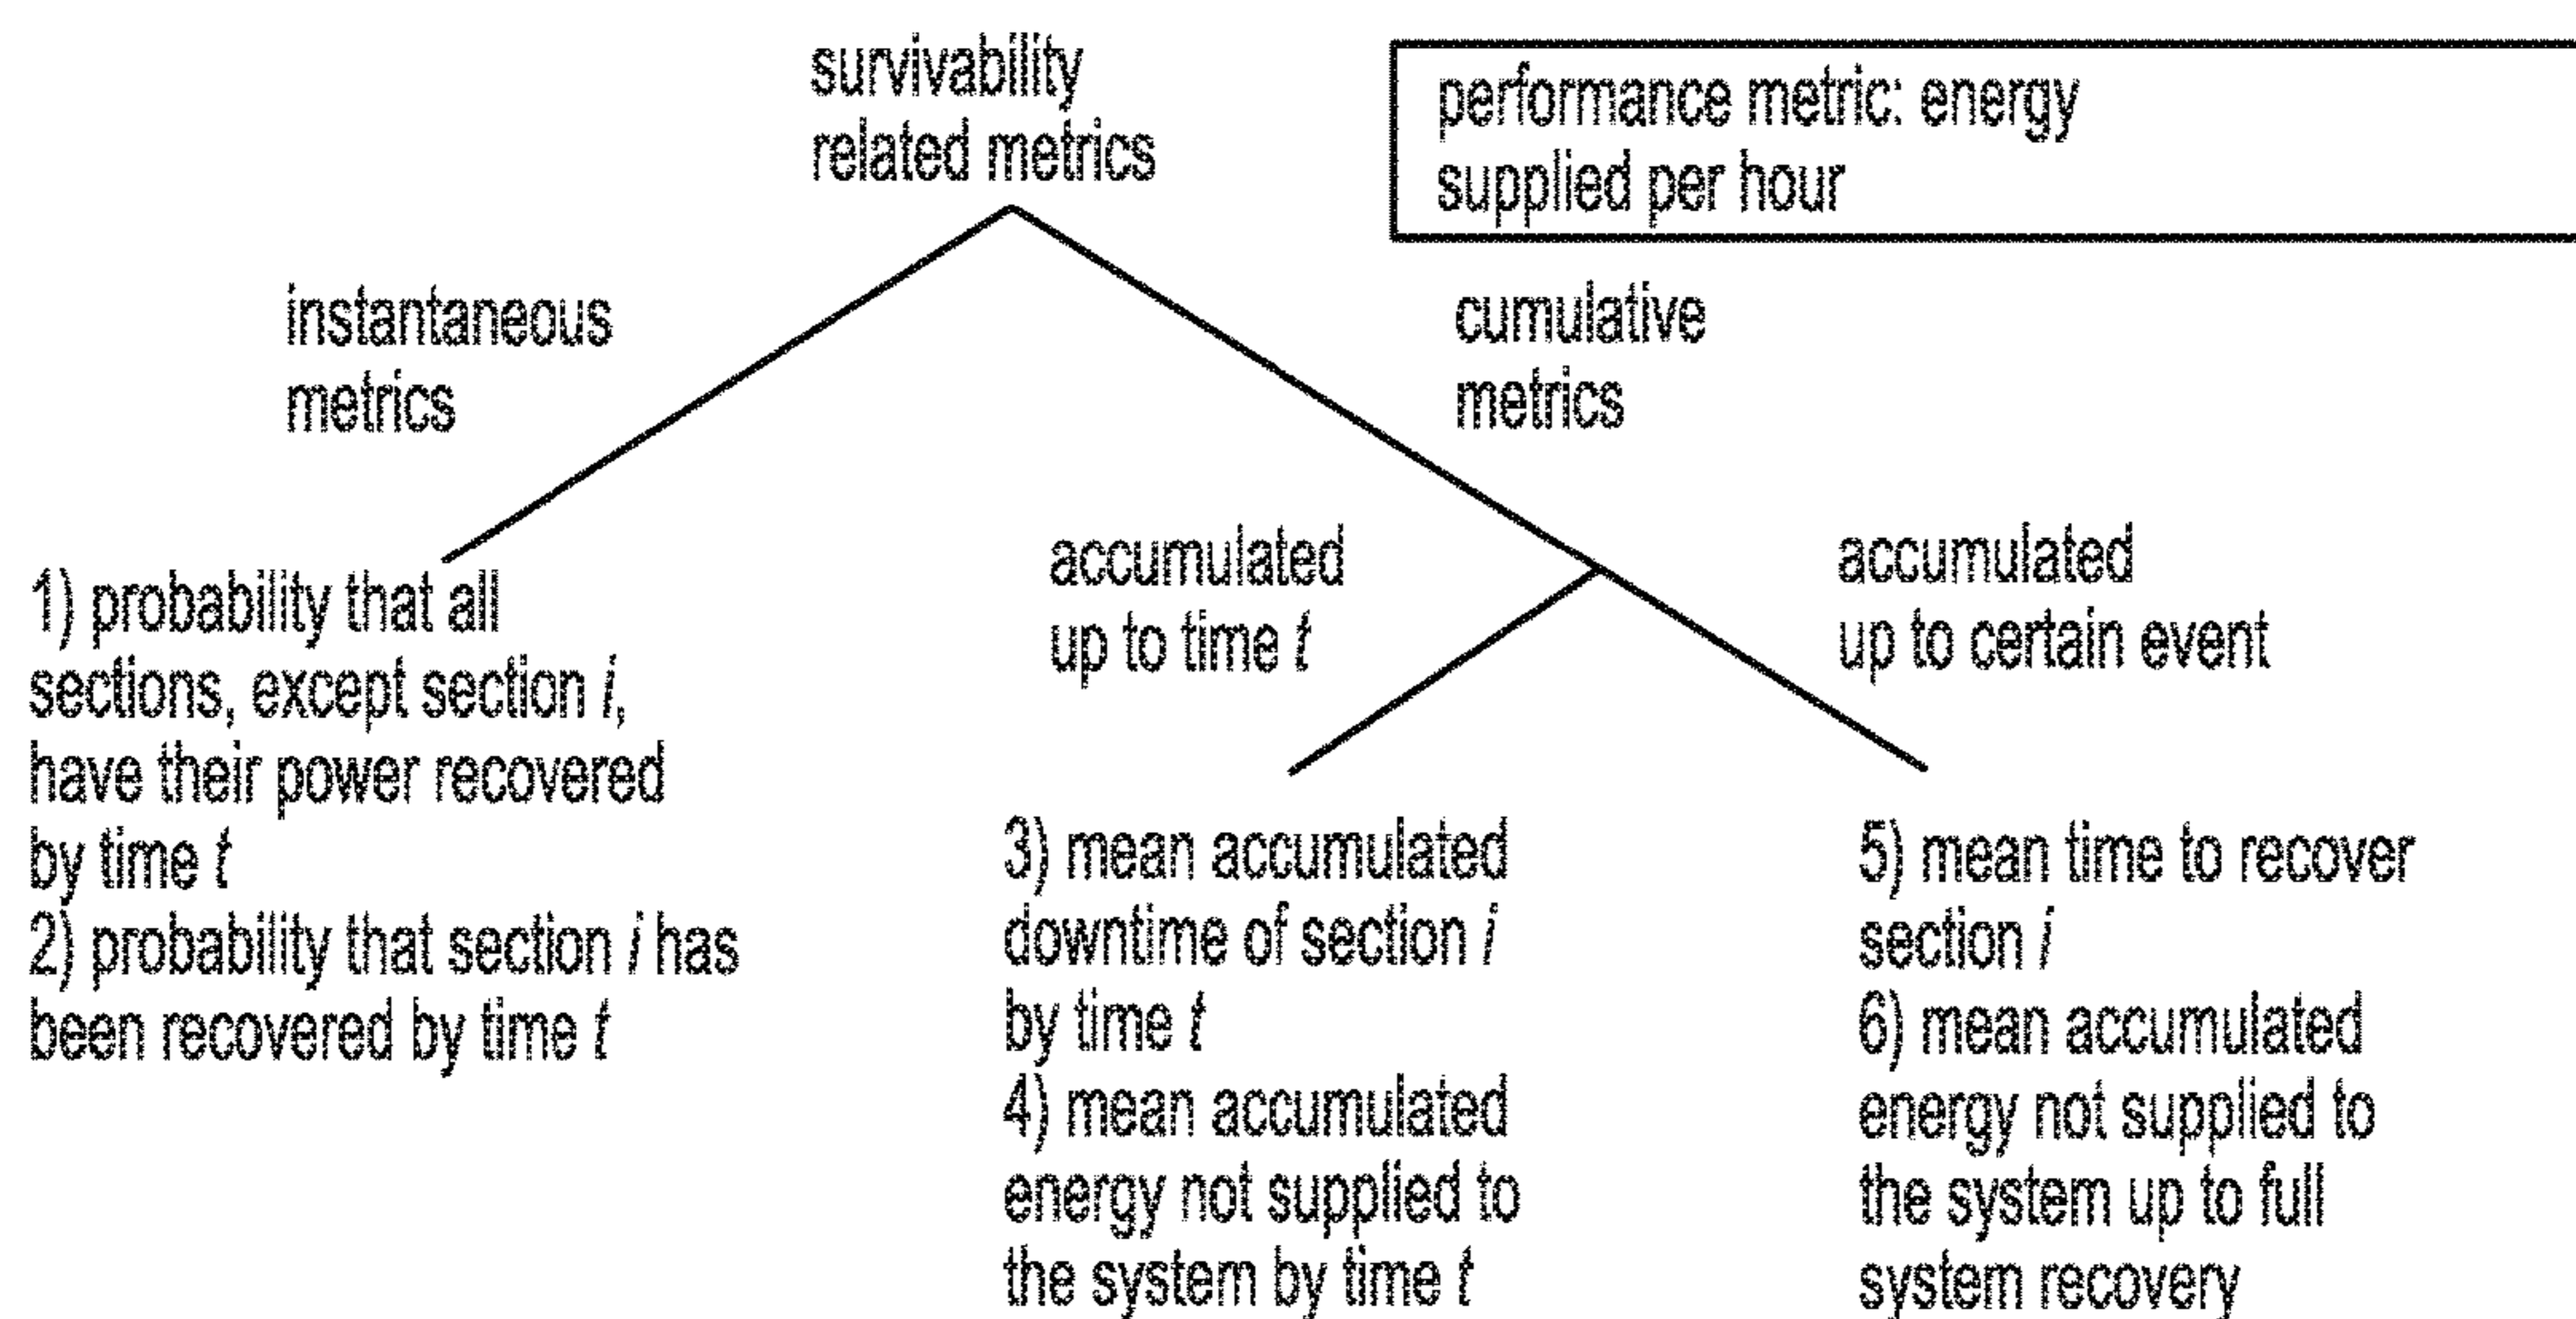 survivability
related metrics
performance metric: energy
supplied per hour
instantaneous
metrics
cumulative
metrics
accumulated
up to time t
accumulated
up to certain event
1) probability that all
sections, except section i,
have their power recovered
by time t
2) probability that section i has
been recovered by time t
3) mean accumulated
downtime of section i
by time t
4) mean accumulated
energy not supplied to
the system by time t
5) mean time to recover
section i
6) mean accumulated
energy not supplied to
the system up to full
system recovery